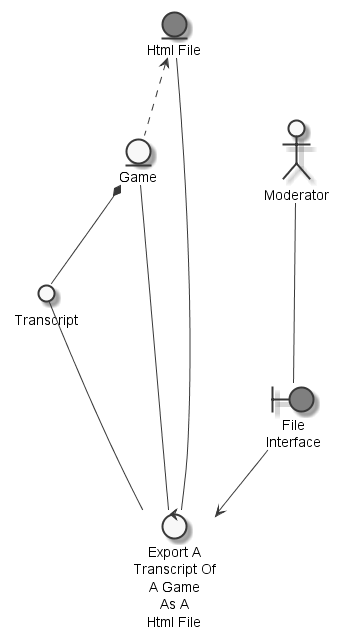 Html File
Game
Moderator
Transcript
File
Interface
Export A
Transcript Of
A Game
As A
Html File